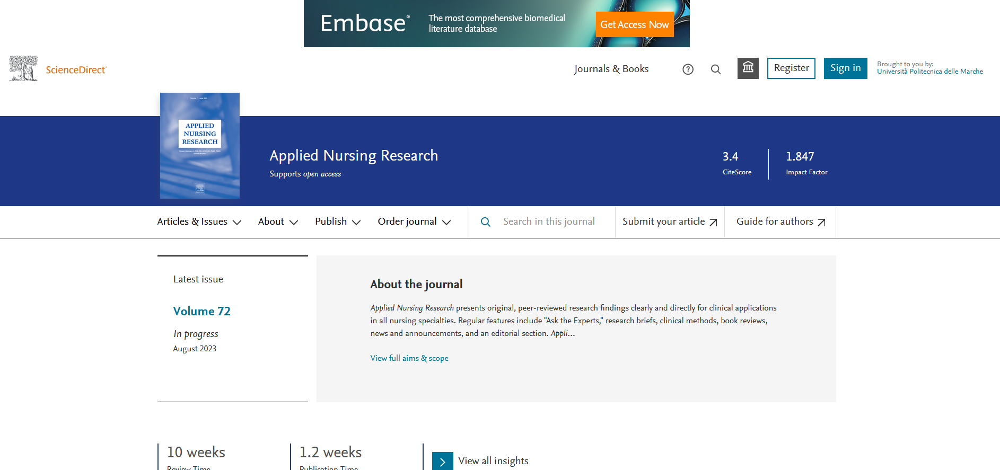 Embase®
The most comprehensive biomedical
literature database
Get Access Now
ScienceDirect®
Journals & Books
Register
Sign in
Brought to you by:
Università Politecnica delle Marche
APPLIED
NURSING
RESEARCH
Applied Nursing Research
Supports open access
3.4
CiteScore
1.847
Impact Factor
Articles & Issues
About
Publish
Order journal
Search in this journal
Submit your article
Guide for authors
Latest issue
Volume 72
In progress
August 2023
About the journal
Applied Nursing Research presents original, peer-reviewed research findings clearly and directly for clinical applications
in all nursing specialties. Regular features include "Ask the Experts," research briefs, clinical methods, book reviews,
news and announcements, and an editorial section. Appli...
View full aims & scope
10 weeks
Review Time
1.2 weeks
Publication Time
View all insights